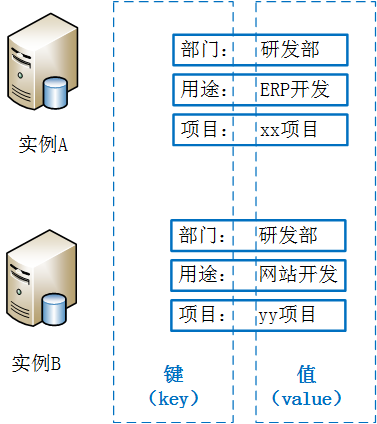 部门： 研发部
用途： ERP开发
项目： xx项目
实例A
部门： 研发部
用途： 网站开发
项目： yy项目
实例B
键 值
（key） （value）